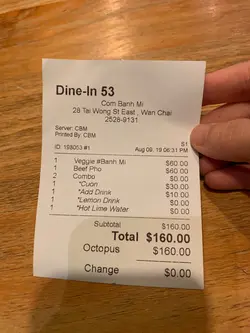 Dine-In 53
Com Banh Mi
28 Tai Wong St East , Wan Chai
2528-9131
Server: CBM
Printed By: CBM
S1
ID: 198053 #1 Aug 09, 19 06:31 PM
1 Veggie #Banh Mi $60.00
1 Beef Pho $60.00
2 Combo $0.00
1 *Cuon $30.00
1 *Add Drink $10.00
1 *Lemon Drink $0.00
1 *Hot Lime Water $0.00
Subtotal $160.00
Total $160.00
Octopus $160.00
Change $0.00